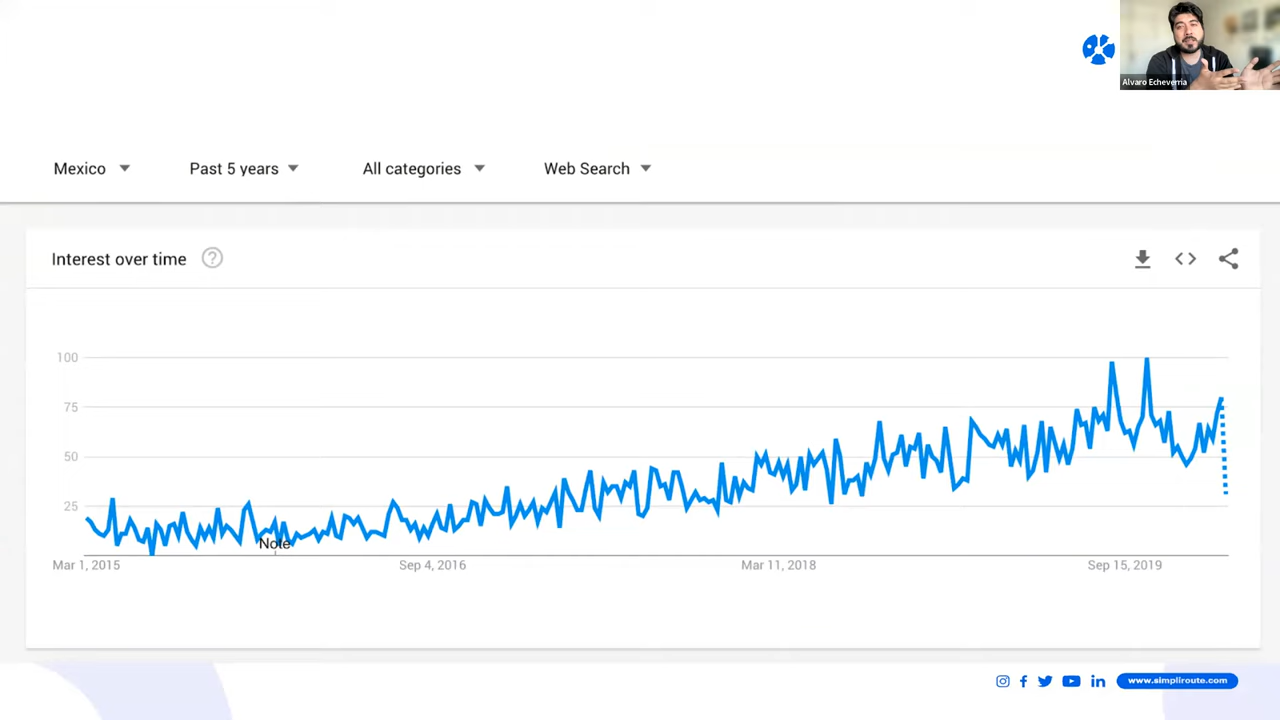 Alvaro Echeverría
Mexico Past 5 years All categories Web Search
Interest over time ?
100
75
50
25
Note
Mar 1, 2015 Sep 4, 2016 Mar 11, 2018 Sep 15, 2019
www.simpliroute.com